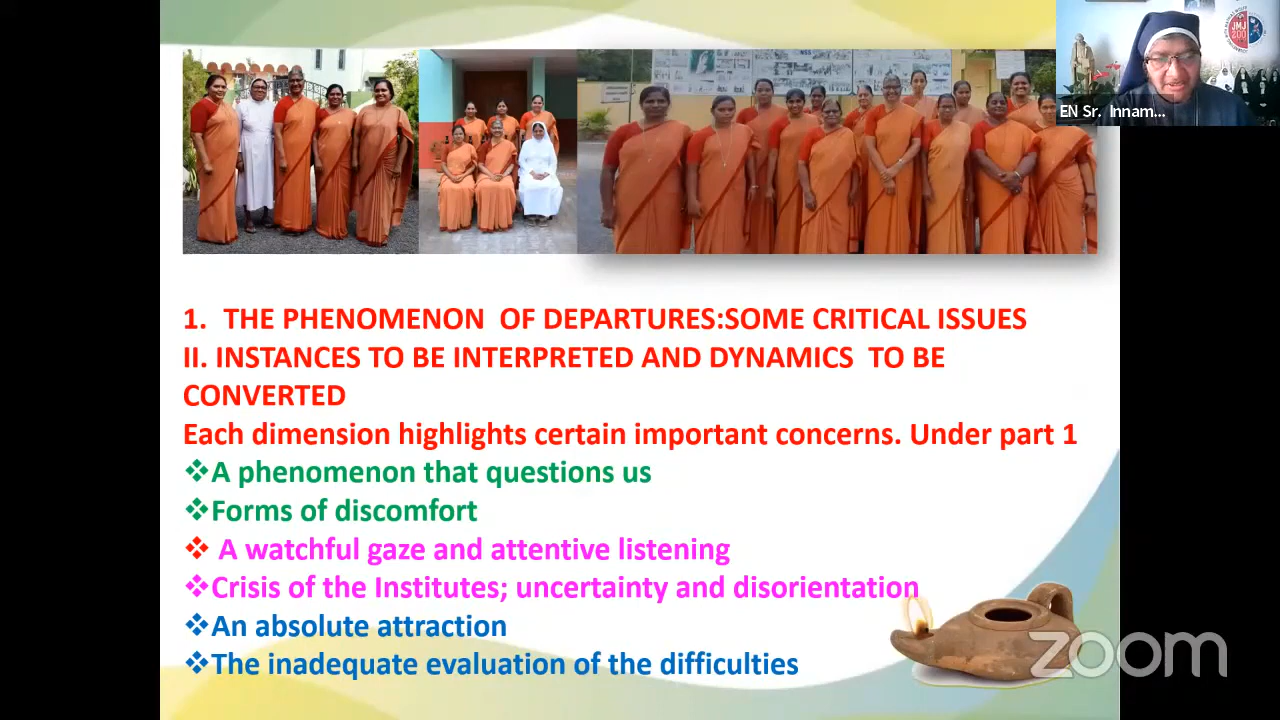 JMJ
200
EN Sr. Innam...
1. THE PHENOMENON OF DEPARTURES:SOME CRITICAL ISSUES
II. INSTANCES TO BE INTERPRETED AND DYNAMICS TO BE
CONVERTED
Each dimension highlights certain important concerns. Under part 1
❖A phenomenon that questions us
❖Forms of discomfort
❖ A watchful gaze and attentive listening
❖Crisis of the Institutes; uncertainty and disorientation
❖An absolute attraction
❖The inadequate evaluation of the difficulties
zoom